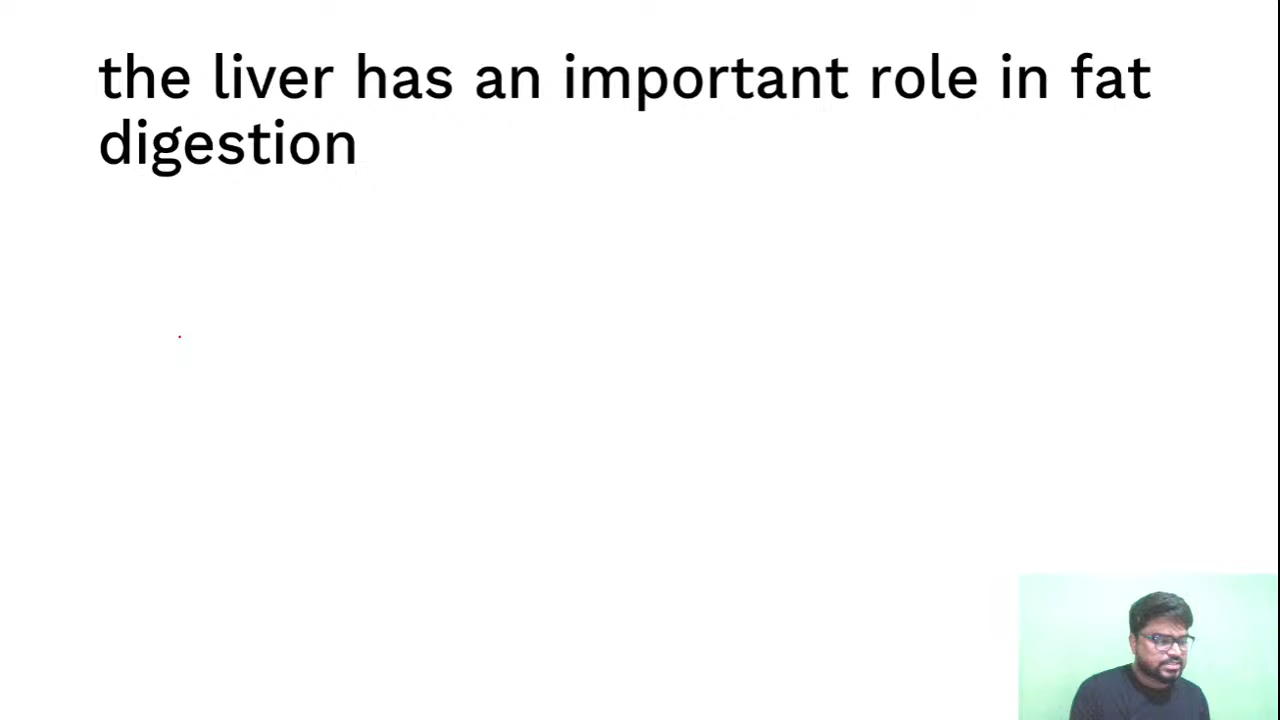 the liver has an important role in fat
digestion